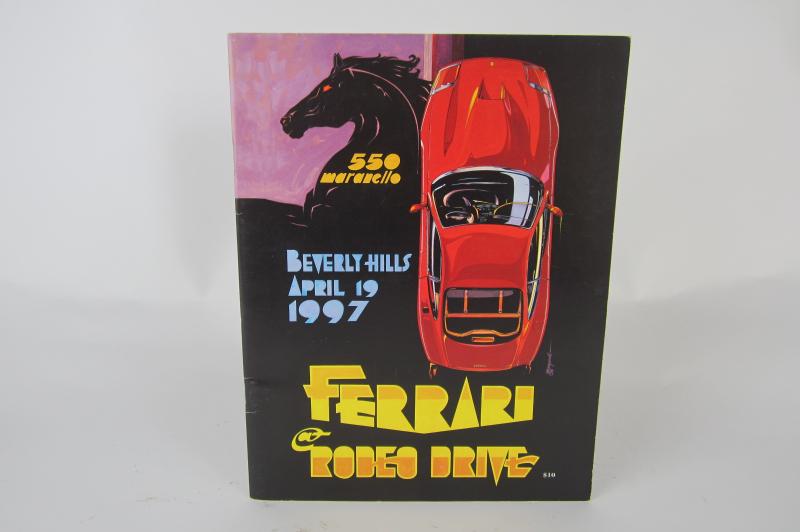 550
maranello
BEVERLY HILLS
APRIL 19
1997
FERRARI
@
RODEO DRIVE
$10